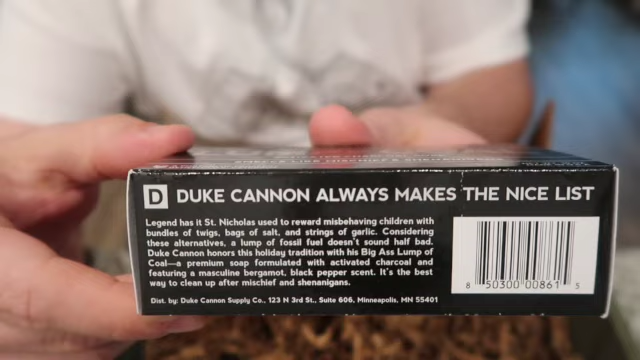 D DUKE CANNON ALWAYS MAKES THE NICE LIST
Legend has it St. Nicholas used to reward misbehaving children with
bundles of twigs, bags of salt, and strings of garlic. Considering
these alternatives, a lump of fossil fuel doesn't sound half bad.
Duke Cannon honors this holiday tradition with his Big Ass Lump of
Coal—a premium soap formulated with activated charcoal and
featuring a masculine bergamot, black pepper scent. It's the best
way to clean up after mischief and shenanigans.
Dist. by: Duke Cannon Supply Co., 123 N 3rd St., Suite 606, Minneapolis, MN 55401
8 50300 00861 5